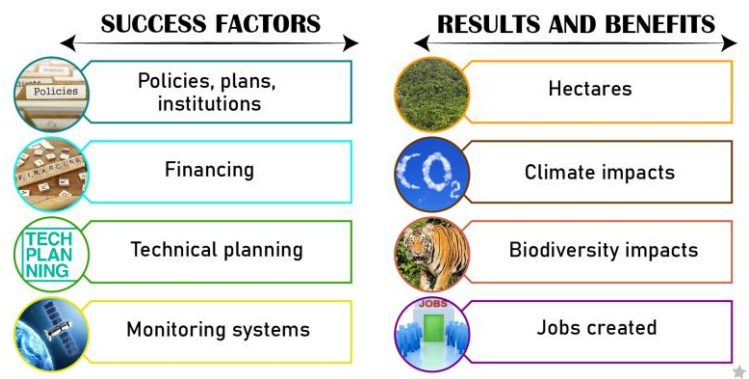 SUCCESS FACTORS
Policies
Policies, plans,
institutions
FINANCING
Financing
TECH
PLAN
NING
Technical planning
Monitoring systems
RESULTS AND BENEFITS
Hectares
CO2
Climate impacts
Biodiversity impacts
JOBS
Jobs created